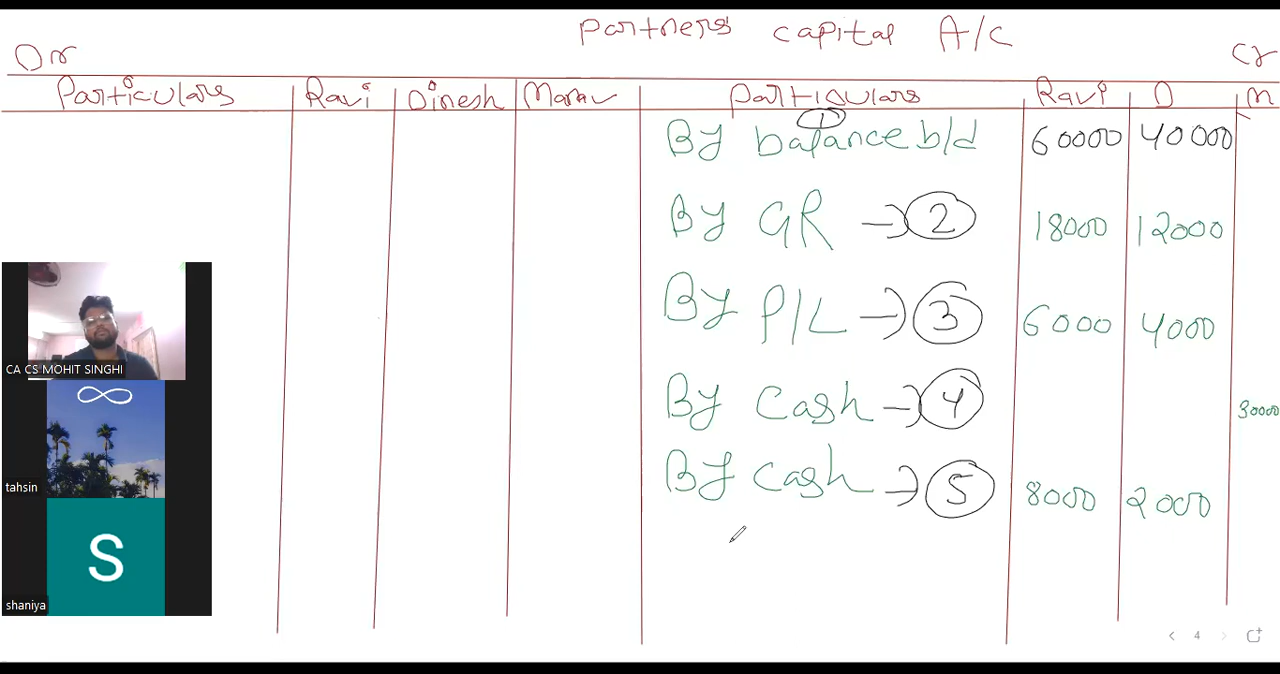 Partners' capital A/C
Dr Cr
Particulars Ravi Dinesh Manav Particulars Ravi D M
By balance b/d 60000 40000
1
By GR → 2 18000 12000
By P/L → 3 6000 4000
By Cash → 4 30000
By Cash → 5 8000 2000
CA CS MOHIT SINGHI
tahsin
S
shaniya
< 4 >